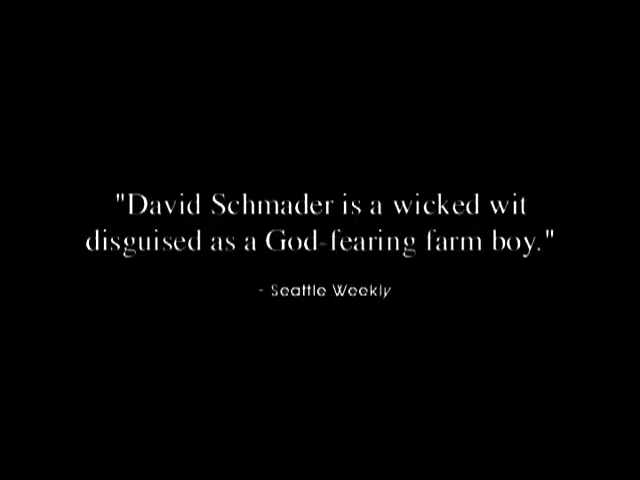 "David Schmader is a wicked wit
disguised as a God-fearing farm boy."
- Seattle Weekly